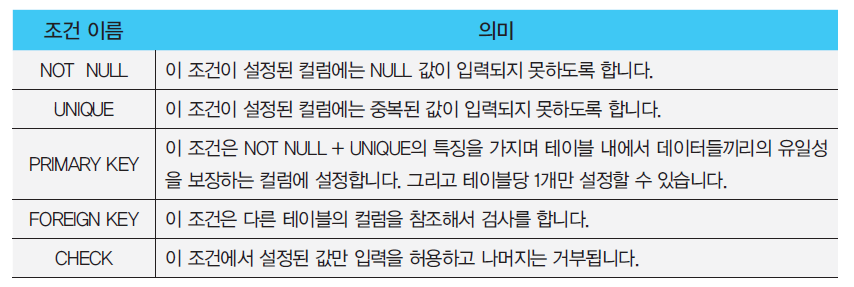 조건 이름 의미
NOT NULL 이 조건이 설정된 컬럼에는 NULL 값이 입력되지 못하도록 합니다.
UNIQUE 이 조건이 설정된 컬럼에는 중복된 값이 입력되지 못하도록 합니다.
PRIMARY KEY 이 조건은 NOT NULL + UNIQUE의 특징을 가지며 테이블 내에서 데이터들끼리의 유일성
을 보장하는 컬럼에 설정합니다. 그리고 테이블당 1개만 설정할 수 있습니다.
FOREIGN KEY 이 조건은 다른 테이블의 컬럼을 참조해서 검사를 합니다.
CHECK 이 조건에서 설정된 값만 입력을 허용하고 나머지는 거부됩니다.